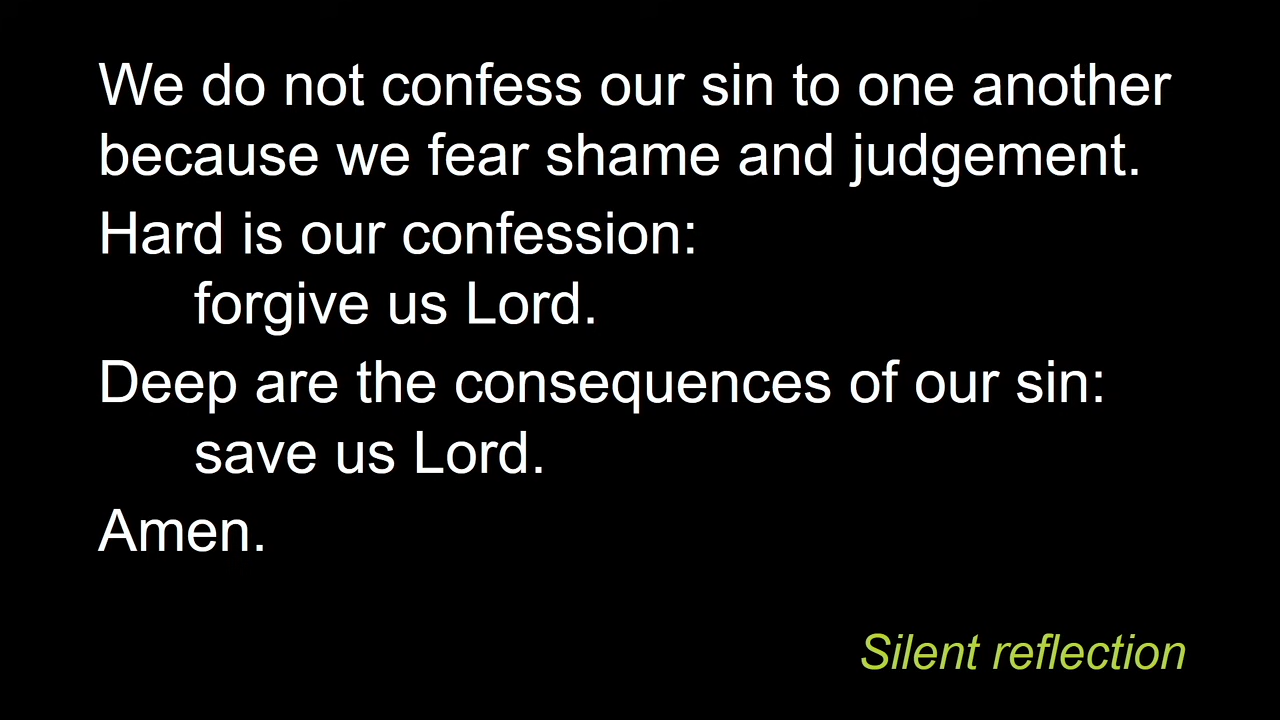 We do not confess our sin to one another
because we fear shame and judgement.
Hard is our confession:
forgive us Lord.
Deep are the consequences of our sin:
save us Lord.
Amen.
Silent reflection